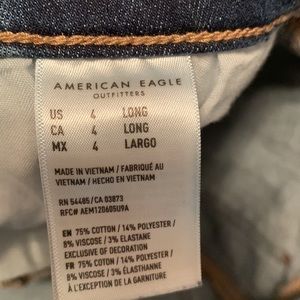 AMERICAN EAGLE
OUTFITTERS
US 4 LONG
CA 4 LONG
MX 4 LARGO
MADE IN VIETNAM / FABRIQUÉ AU
VIETNAM / HECHO EN VIETNAM
RN 54485/CA 03873
RFC# AEM120605U9A
EN 75% COTTON / 14% POLYESTER /
8% VISCOSE / 3% ELASTANE
EXCLUSIVE OF DECORATION
FR 75% COTON / 14% POLYESTER /
8% VISCOSE / 3% ÉLASTHANNE
À L'EXCEPTION DE LA GARNITURE